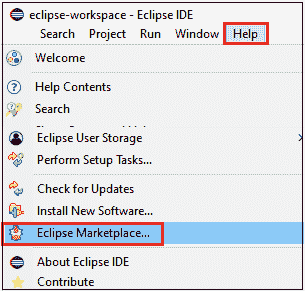 eclipse-workspace - Eclipse IDE
Search Project Run Window Help
Welcome
Help Contents
Search
Eclipse User Storage
Perform Setup Tasks...
Check for Updates
Install New Software...
Eclipse Marketplace...
About Eclipse IDE
Contribute